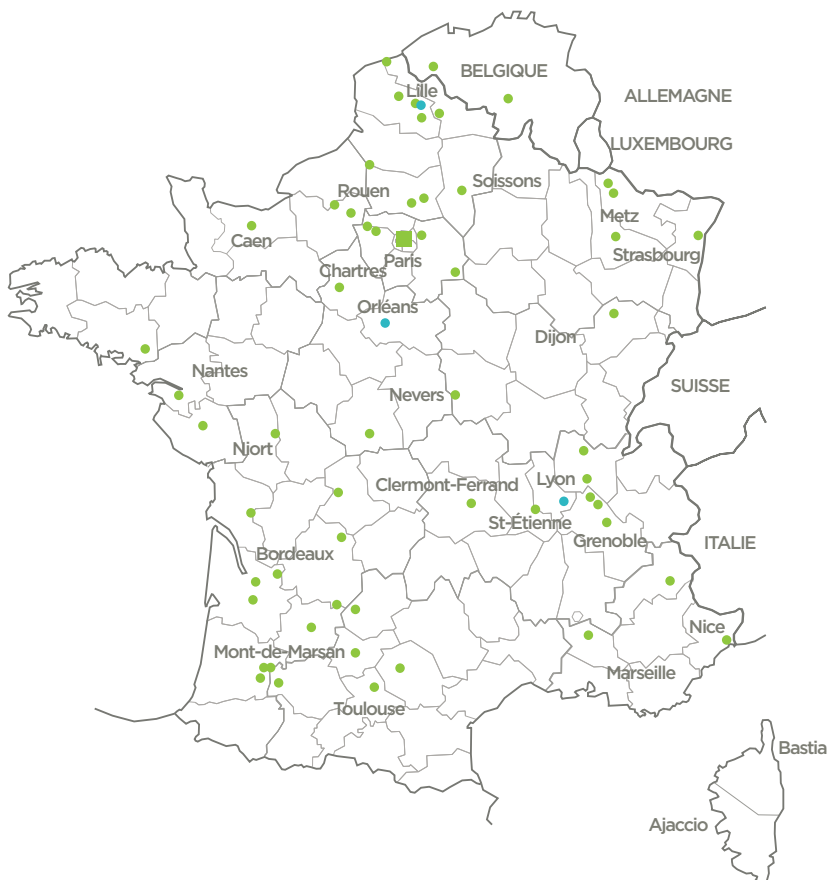 BELGIQUE
Lille
ALLEMAGNE
LUXEMBOURG
Soissons
Rouen
Metz
Caen
Strasbourg
Paris
Chartres
Orléans
Dijon
Nantes
SUISSE
Nevers
Niort
Lyon
Clermont-Ferrand
St-Étienne
Grenoble
ITALIE
Bordeaux
Nice
Mont-de-Marsan
Marseille
Toulouse
Bastia
Ajaccio